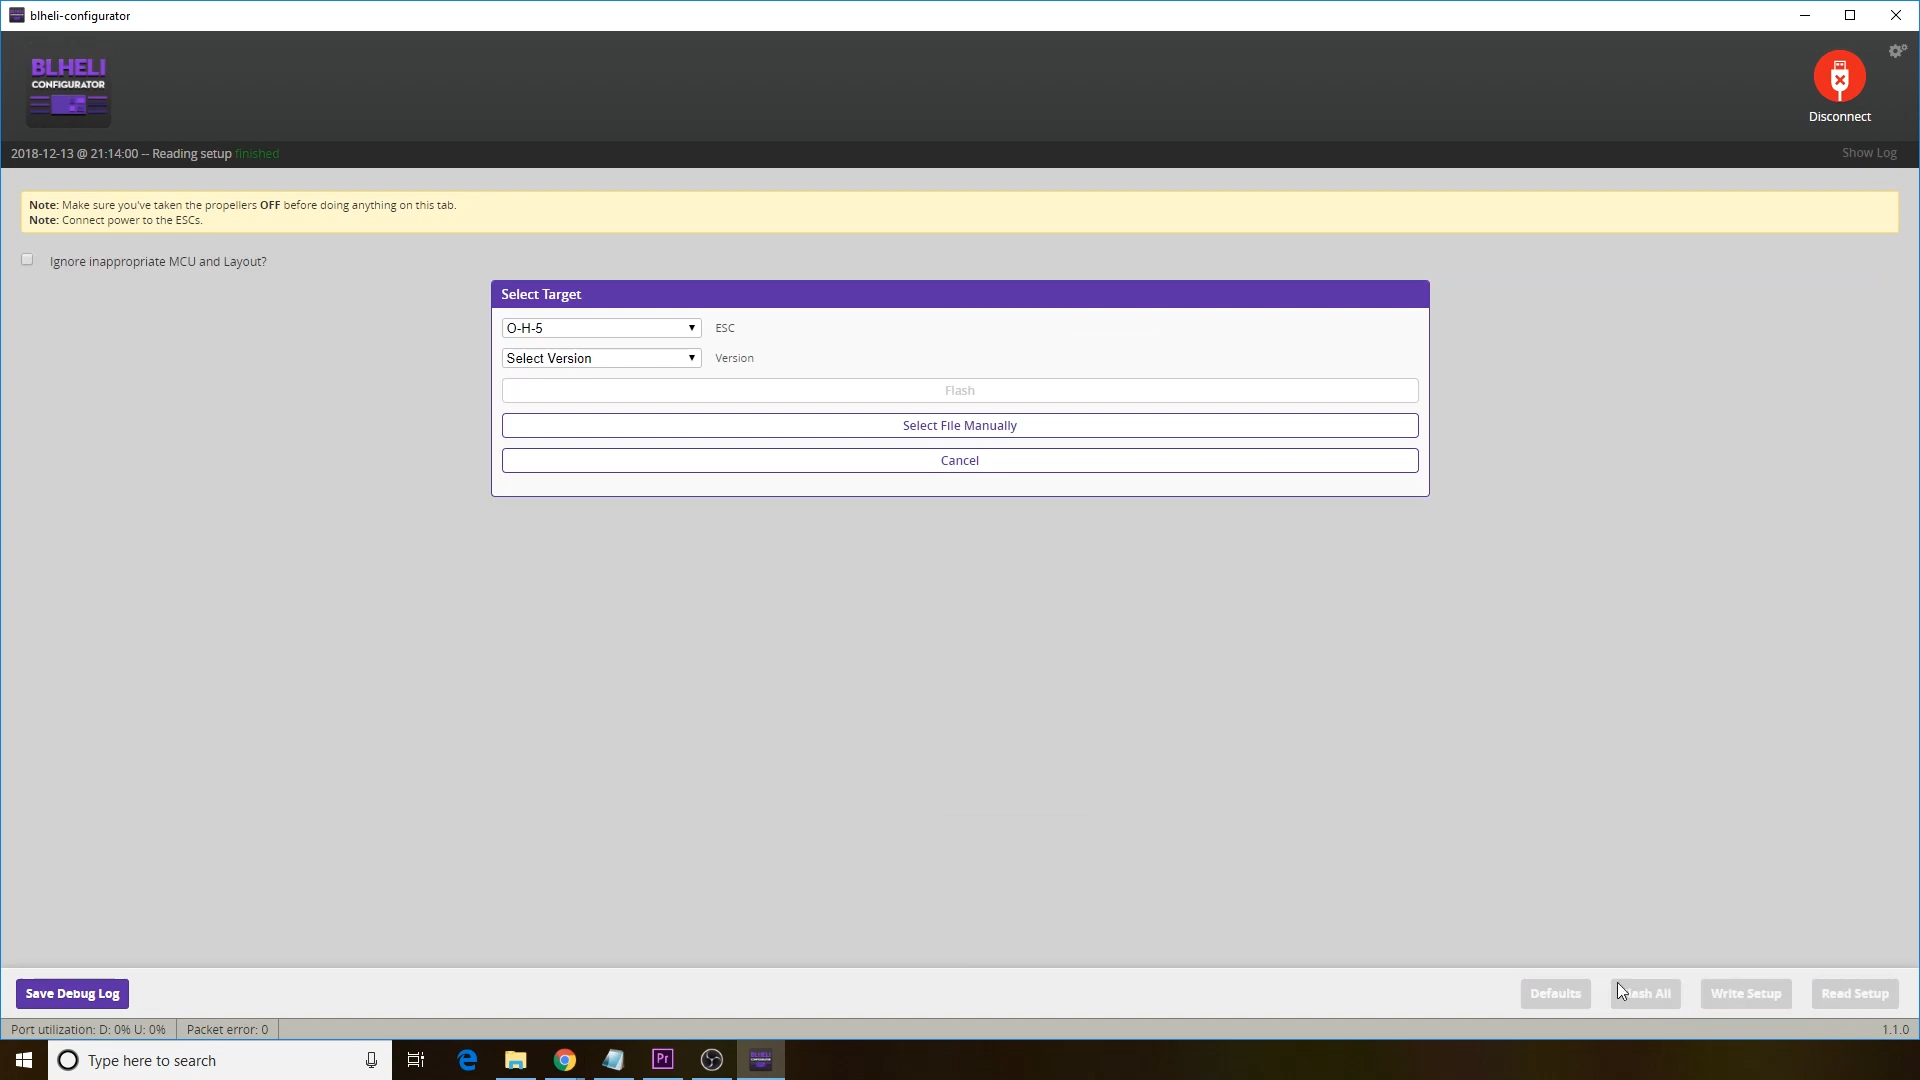 blheli-configurator
BLHELI
CONFIGURATOR
Disconnect
2018-12-13 @ 21:14:00 -- Reading setup finished
Show Log
Note: Make sure you've taken the propellers OFF before doing anything on this tab.
Note: Connect power to the ESCs.
Ignore inappropriate MCU and Layout?
Select Target
O-H-5
ESC
Select Version
Version
Flash
Select File Manually
Cancel
Save Debug Log
Defaults
All
Write Setup
Read Setup
Port utilization: D: 0% U: 0%
Packet error: 0
1.1.0
Type here to search
Pr
BLHELI